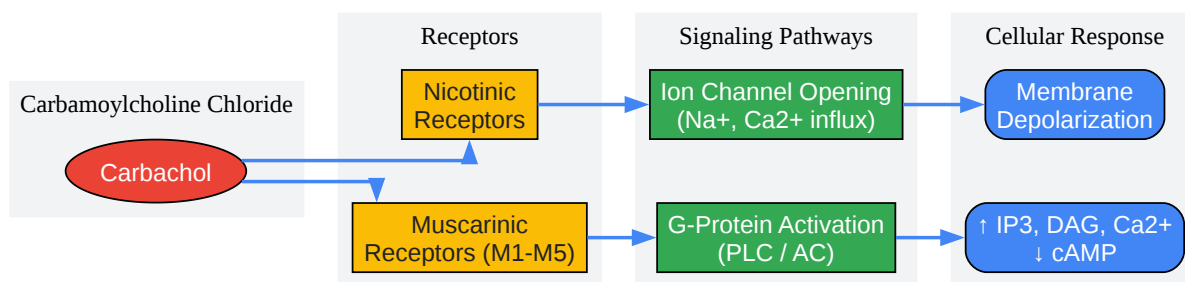 Carbamoylcholine Chloride
Carbachol
Receptors
Nicotinic
Receptors
Muscarinic
Receptors (M1-M5)
Signaling Pathways
Ion Channel Opening
(Na+, Ca2+ influx)
G-Protein Activation
(PLC / AC)
Cellular Response
Membrane
Depolarization
↑ IP3, DAG, Ca2+
↓ cAMP